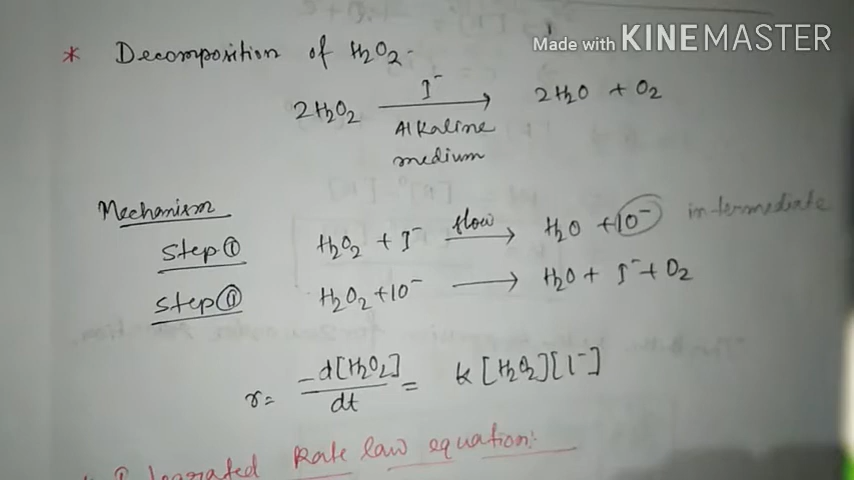 Made with KINEMASTER
* Decomposition of H₂O₂-
2H₂O₂ I⁻ → 2H₂O + O₂
Alkaline
medium
Mechanism
Step ① H₂O₂ + I⁻ slow → H₂O + IO⁻ intermediate
Step ⑪ H₂O₂ + IO⁻ → H₂O + I⁻ + O₂
r = -d[H₂O₂]/dt = k [H₂O₂][I⁻]
Rate law equation: